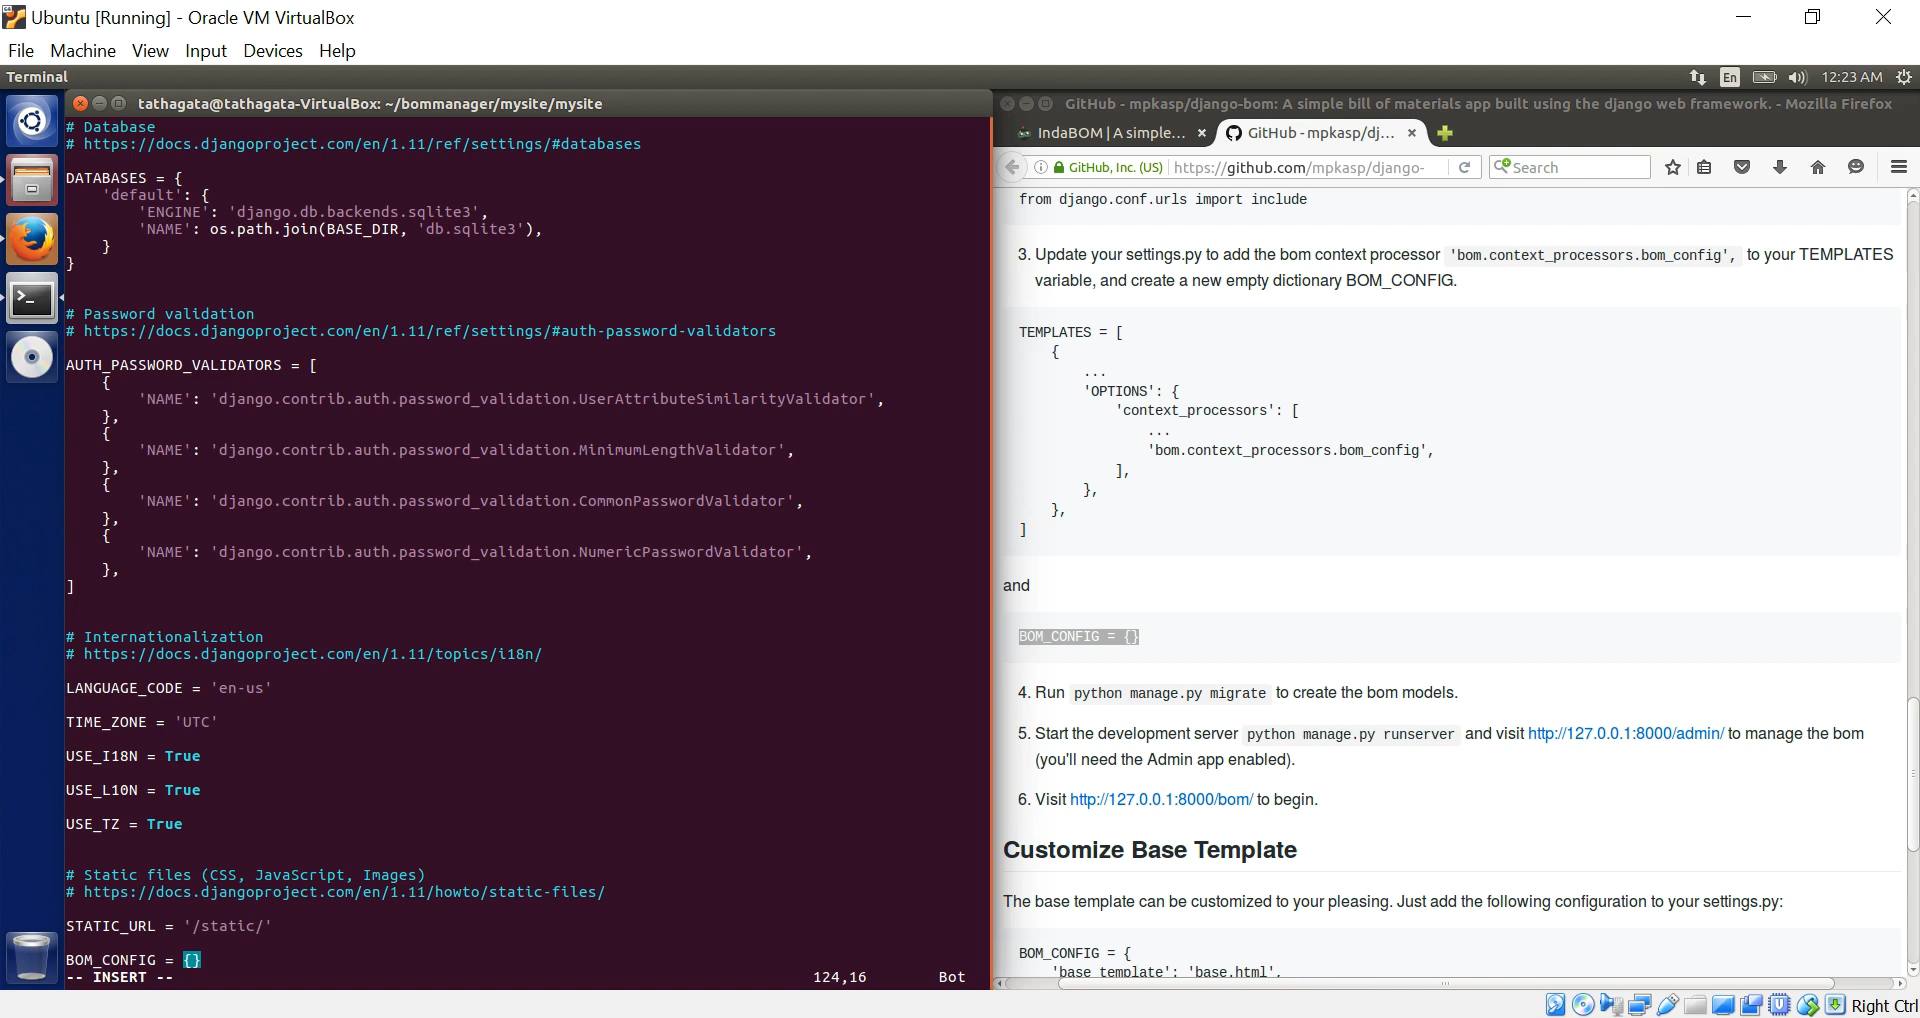 Ubuntu [Running] - Oracle VM VirtualBox
File Machine View Input Devices Help
Terminal
En
12:23 AM
tathagata@tathagata-VirtualBox: ~/bommanager/mysite/mysite
# Database
# https://docs.djangoproject.com/en/1.11/ref/settings/#databases
DATABASES = {
'default': {
'ENGINE': 'django.db.backends.sqlite3',
'NAME': os.path.join(BASE_DIR, 'db.sqlite3'),
}
}
# Password validation
# https://docs.djangoproject.com/en/1.11/ref/settings/#auth-password-validators
AUTH_PASSWORD_VALIDATORS = [
{
'NAME': 'django.contrib.auth.password_validation.UserAttributeSimilarityValidator',
},
{
'NAME': 'django.contrib.auth.password_validation.MinimumLengthValidator',
},
{
'NAME': 'django.contrib.auth.password_validation.CommonPasswordValidator',
},
{
'NAME': 'django.contrib.auth.password_validation.NumericPasswordValidator',
},
]
# Internationalization
# https://docs.djangoproject.com/en/1.11/topics/i18n/
LANGUAGE_CODE = 'en-us'
TIME_ZONE = 'UTC'
USE_I18N = True
USE_L10N = True
USE_TZ = True
# Static files (CSS, JavaScript, Images)
# https://docs.djangoproject.com/en/1.11/howto/static-files/
STATIC_URL = '/static/'
BOM_CONFIG = {}
-- INSERT --
124,16
Bot
GitHub - mpkasp/django-bom: A simple bill of materials app built using the django web framework. - Mozilla Firefox
IndaBOM | A simple...
GitHub - mpkasp/dj...
GitHub, Inc. (US)
https://github.com/mpkasp/django-
Search
from django.conf.urls import include
3. Update your settings.py to add the bom context processor 'bom.context_processors.bom_config', to your TEMPLATES
variable, and create a new empty dictionary BOM_CONFIG.
TEMPLATES = [
{
...
'OPTIONS': {
'context_processors': [
...
'bom.context_processors.bom_config',
],
},
},
]
and
BOM_CONFIG = {}
4. Run python manage.py migrate to create the bom models.
5. Start the development server python manage.py runserver and visit http://127.0.0.1:8000/admin/ to manage the bom
(you'll need the Admin app enabled).
6. Visit http://127.0.0.1:8000/bom/ to begin.
Customize Base Template
The base template can be customized to your pleasing. Just add the following configuration to your settings.py:
BOM_CONFIG = {
'base_template': 'base.html',
Right Ctrl